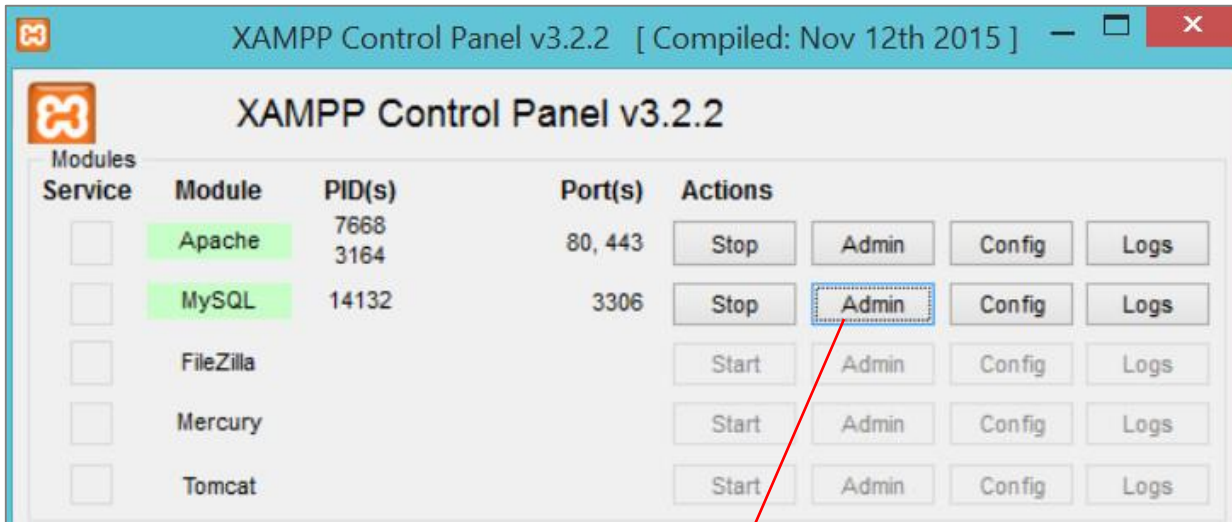 XAMPP Control Panel v3.2.2 [ Compiled: Nov 12th 2015 ]
XAMPP Control Panel v3.2.2
Modules
Service Module PID(s) Port(s) Actions
Apache 7668 3164 80, 443 Stop Admin Config Logs
MySQL 14132 3306 Stop Admin Config Logs
FileZilla Start Admin Config Logs
Mercury Start Admin Config Logs
Tomcat Start Admin Config Logs